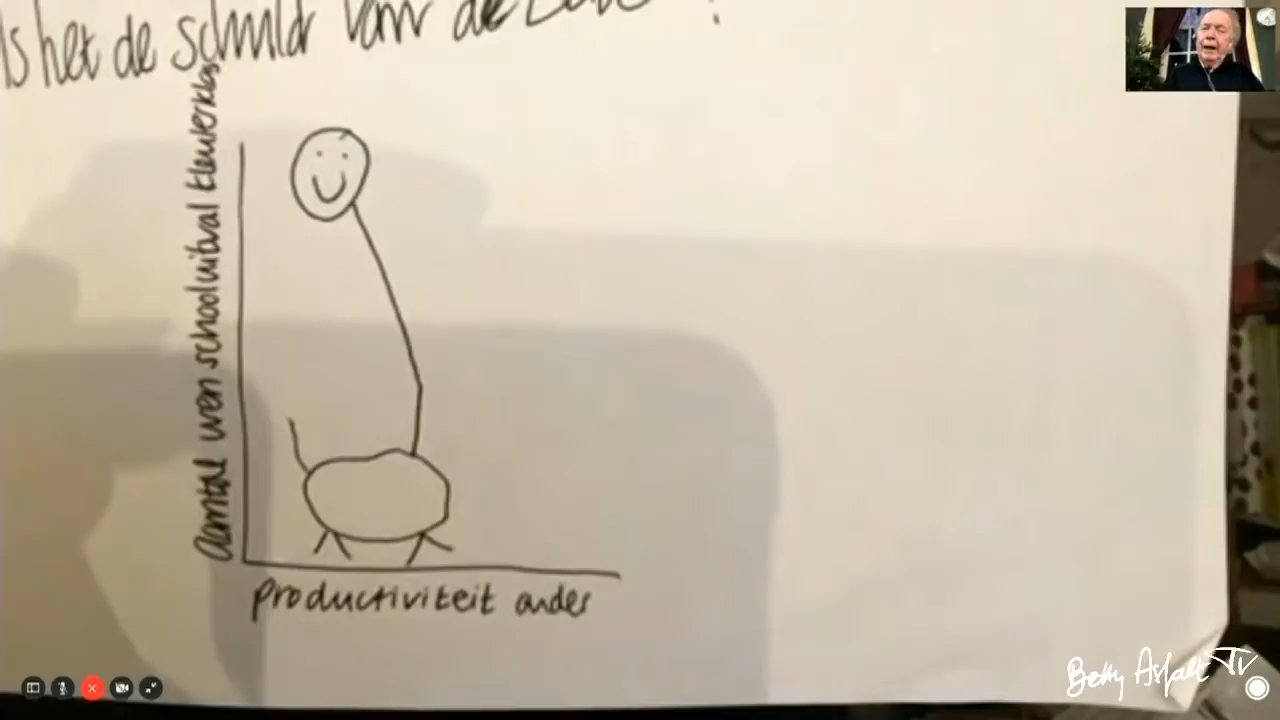 Is het de schuld van de
Aantal uren schooluitval kleuterklas
productiviteit ouder
Betty Asfalt TV